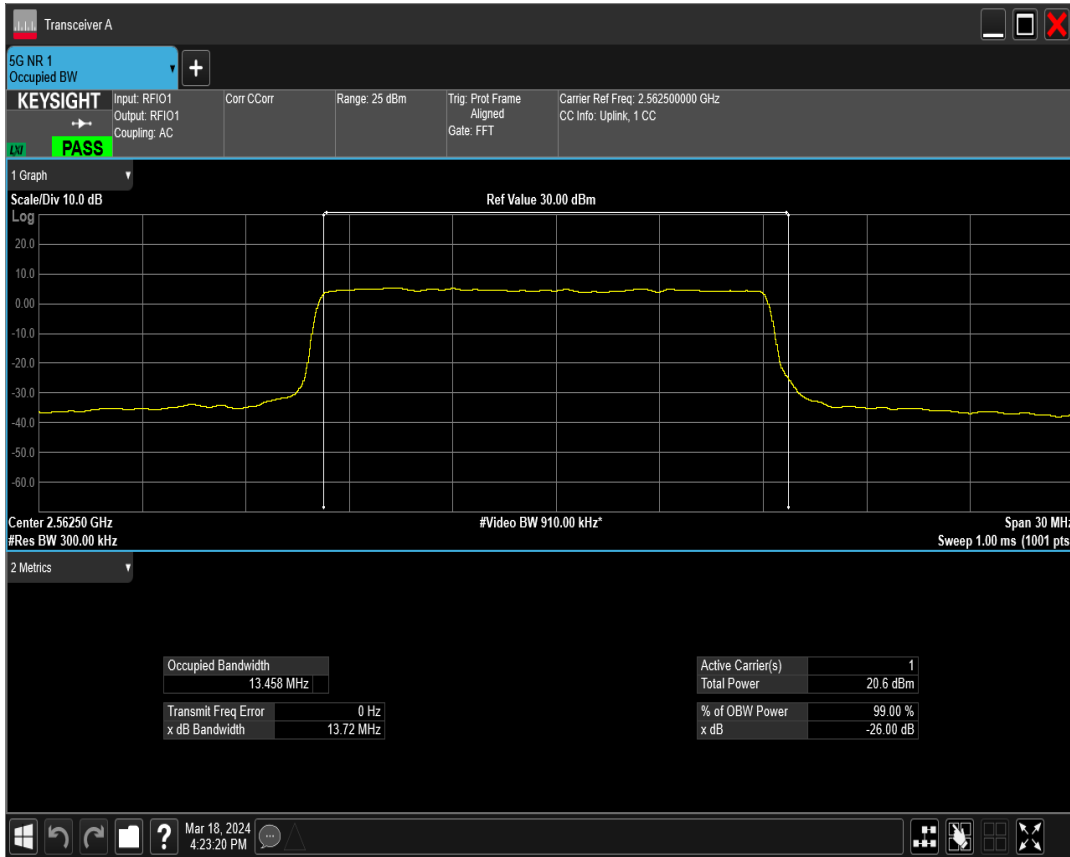 Transceiver A
5G NR 1
Occupied BW
KEYSIGHT
LXI
PASS
Input: RFIO1
Output: RFIO1
Coupling: AC
Corr CCorr
Range: 25 dBm
Trig: Prot Frame
Aligned
Gate: FFT
Carrier Ref Freq: 2.562500000 GHz
CC Info: Uplink, 1 CC
1 Graph
Scale/Div 10.0 dB
Ref Value 30.00 dBm
Log
20.0
10.0
0.00
-10.0
-20.0
-30.0
-40.0
-50.0
-60.0
Center 2.56250 GHz
#Video BW 910.00 kHz*
Span 30 MHz
#Res BW 300.00 kHz
Sweep 1.00 ms (1001 pts
2 Metrics
Occupied Bandwidth
13.458 MHz
Transmit Freq Error 0 Hz
x dB Bandwidth 13.72 MHz
Active Carrier(s) 1
Total Power 20.6 dBm
% of OBW Power 99.00 %
x dB -26.00 dB
?
Mar 18, 2024
4:23:20 PM